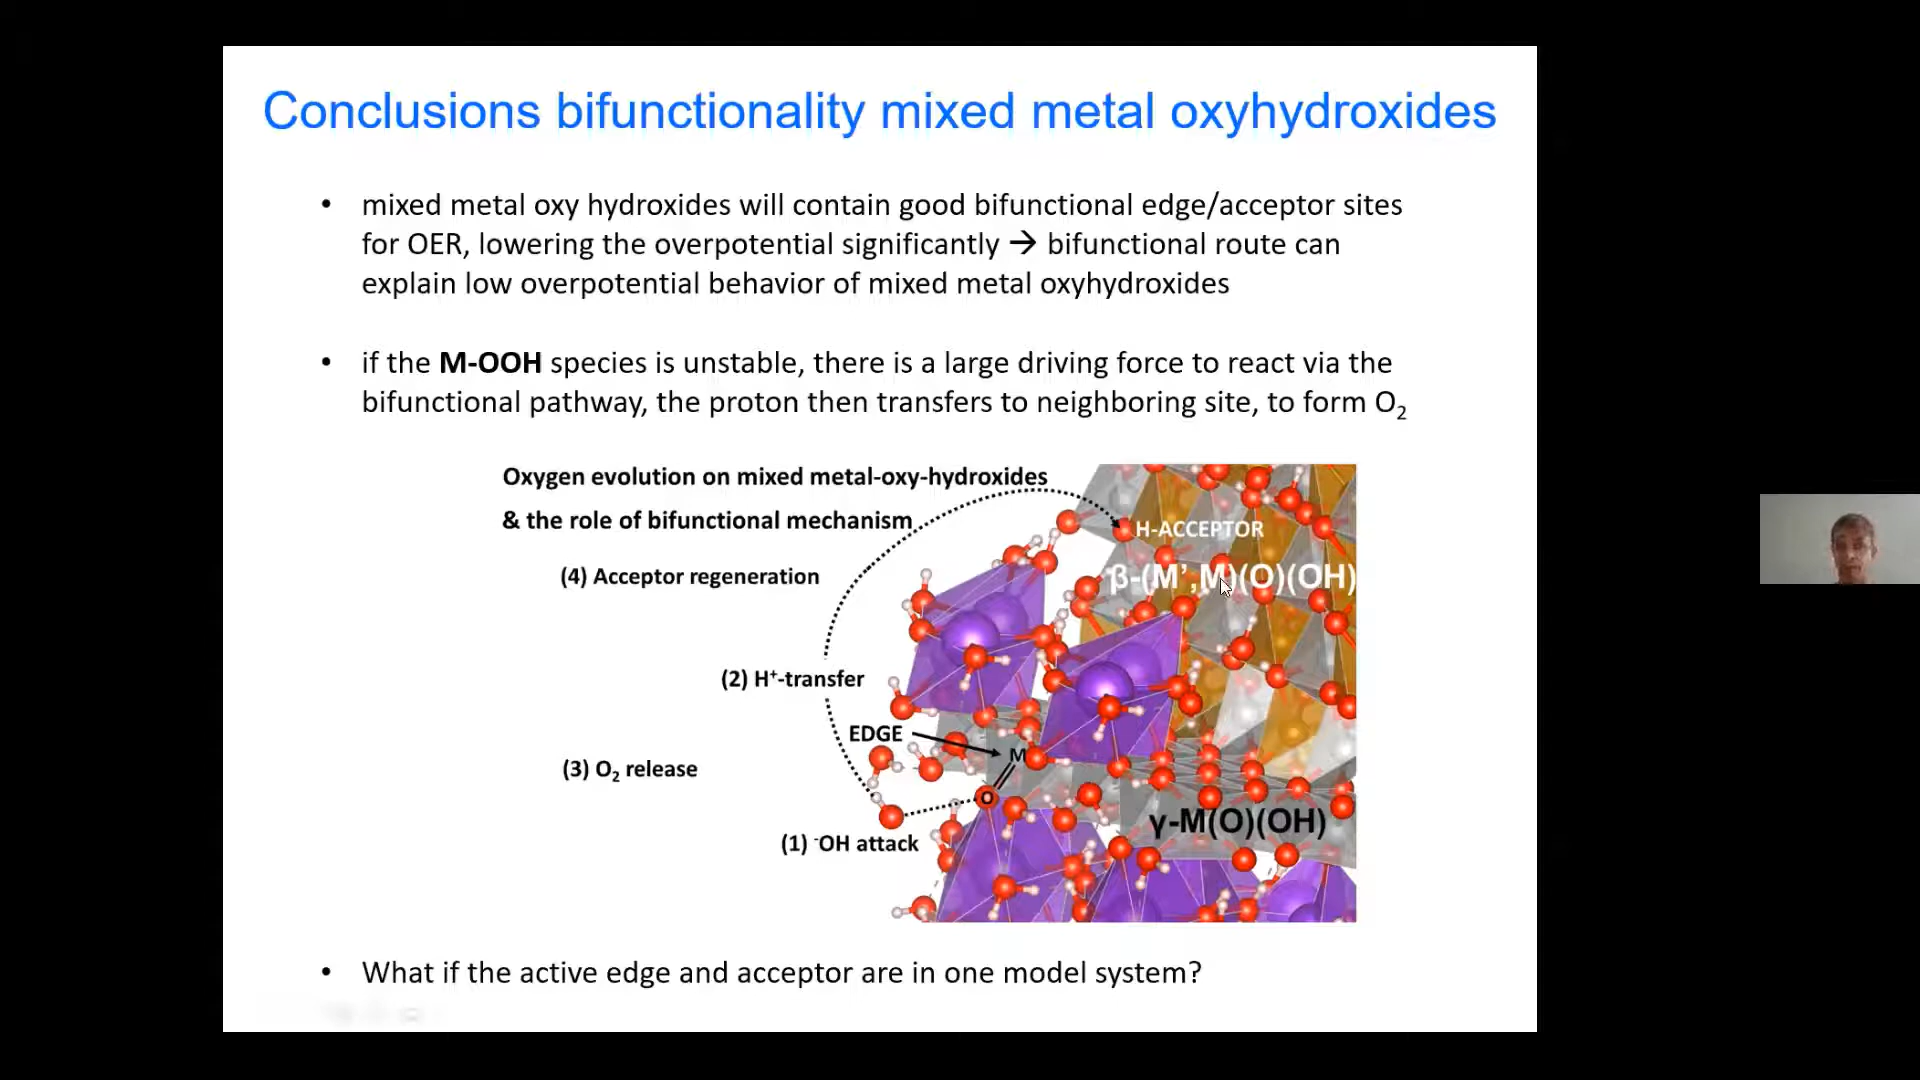 Conclusions bifunctionality mixed metal oxyhydroxides
• mixed metal oxy hydroxides will contain good bifunctional edge/acceptor sites
for OER, lowering the overpotential significantly → bifunctional route can
explain low overpotential behavior of mixed metal oxyhydroxides
• if the M-OOH species is unstable, there is a large driving force to react via the
bifunctional pathway, the proton then transfers to neighboring site, to form O₂
Oxygen evolution on mixed metal-oxy-hydroxides
& the role of bifunctional mechanism
H-ACCEPTOR
(4) Acceptor regeneration
β-(M’,M)(O)(OH)
(2) H⁺-transfer
EDGE
M
(3) O₂ release
O
γ-M(O)(OH)
(1) ⁻OH attack
• What if the active edge and acceptor are in one model system?